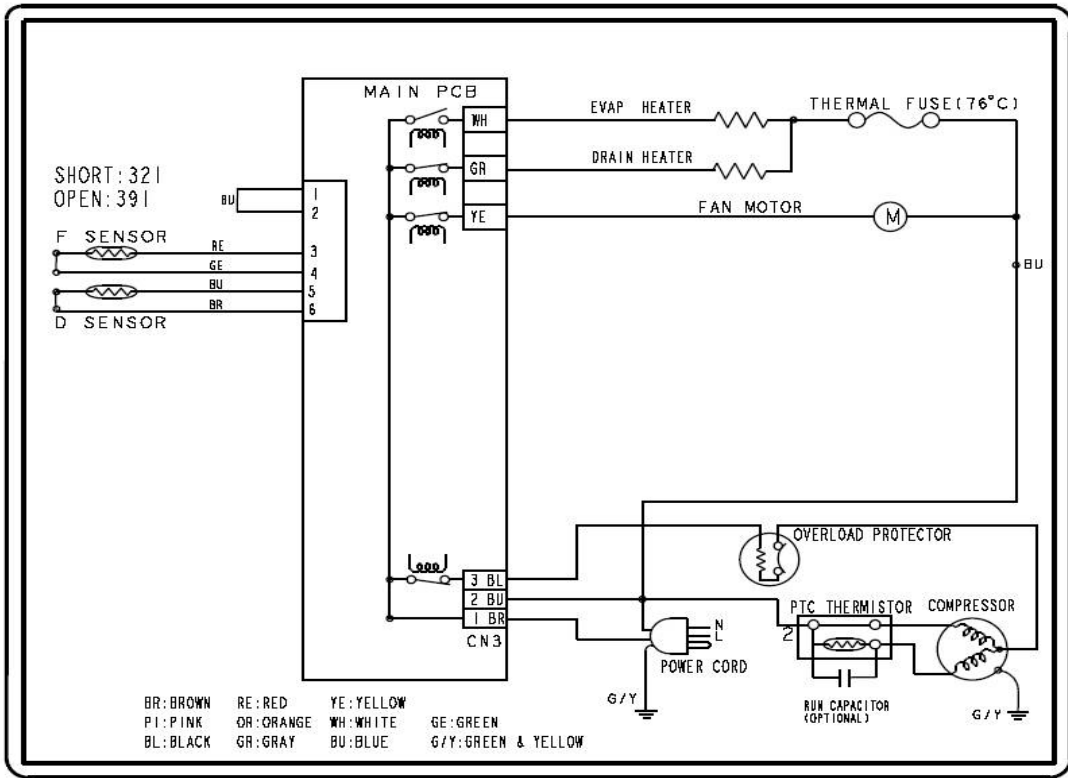 MAIN PCB
EVAP HEATER
THERMAL FUSE(76°C)
WH
DRAIN HEATER
GR
SHORT:321
OPEN:391
BU
1
2
FAN MOTOR
M
YE
F SENSOR
RE
3
GE
4
BU
5
BR
6
D SENSOR
BU
OVERLOAD PROTECTOR
3 BL
2 BU
1 BR
CN3
N
L
POWER CORD
G/Y
PTC THERMISTOR
2
COMPRESSOR
RUN CAPACITOR
(OPTIONAL)
G/Y
BR:BROWN RE:RED YE:YELLOW
PI:PINK OR:ORANGE WH:WHITE GE:GREEN
BL:BLACK GR:GRAY BU:BLUE G/Y:GREEN & YELLOW